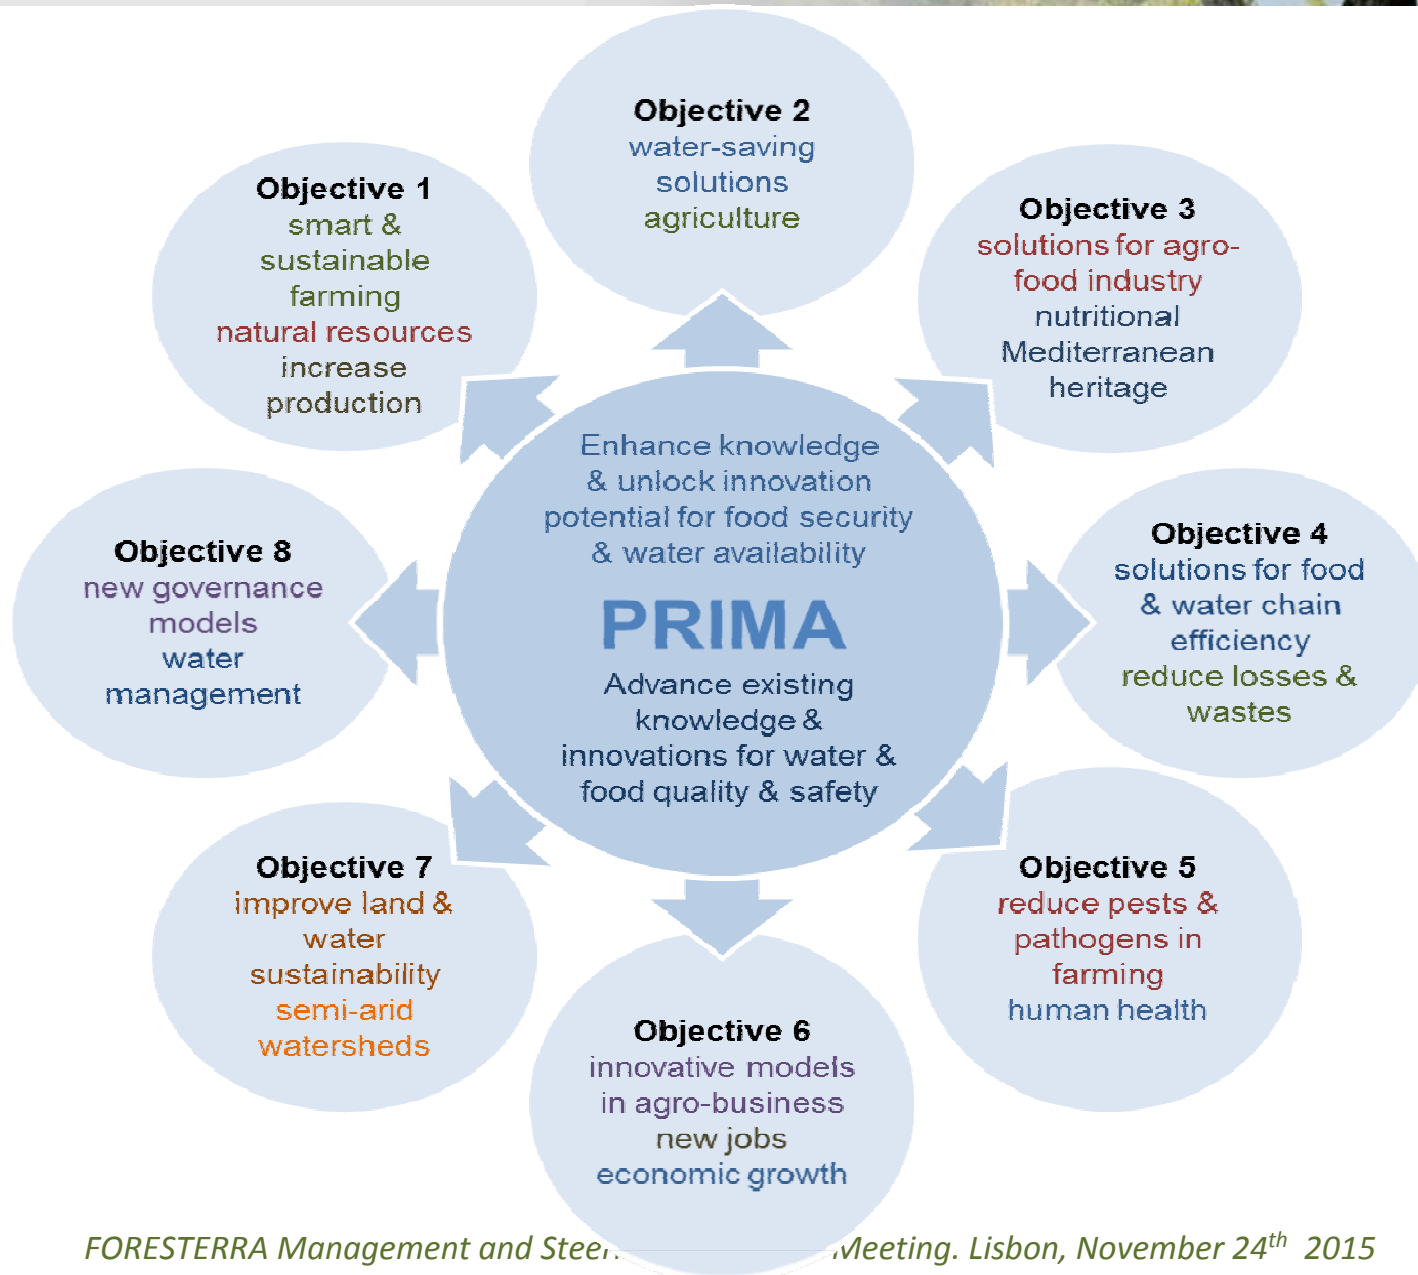 Objective 2
water-saving
solutions
agriculture
Objective 1
smart &
sustainable
farming
natural resources
increase
production
Objective 3
solutions for agro-
food industry
nutritional
Mediterranean
heritage
Enhance knowledge
& unlock innovation
potential for food security
& water availability
PRIMA
Advance existing
knowledge &
innovations for water &
food quality & safety
Objective 8
new governance
models
water
management
Objective 4
solutions for food
& water chain
efficiency
reduce losses &
wastes
Objective 7
improve land &
water
sustainability
semi-arid
watersheds
Objective 5
reduce pests &
pathogens in
farming
human health
Objective 6
innovative models
in agro-business
new jobs
economic growth
FORESTERRA Management and Meeting. Lisbon, November 24th 2015